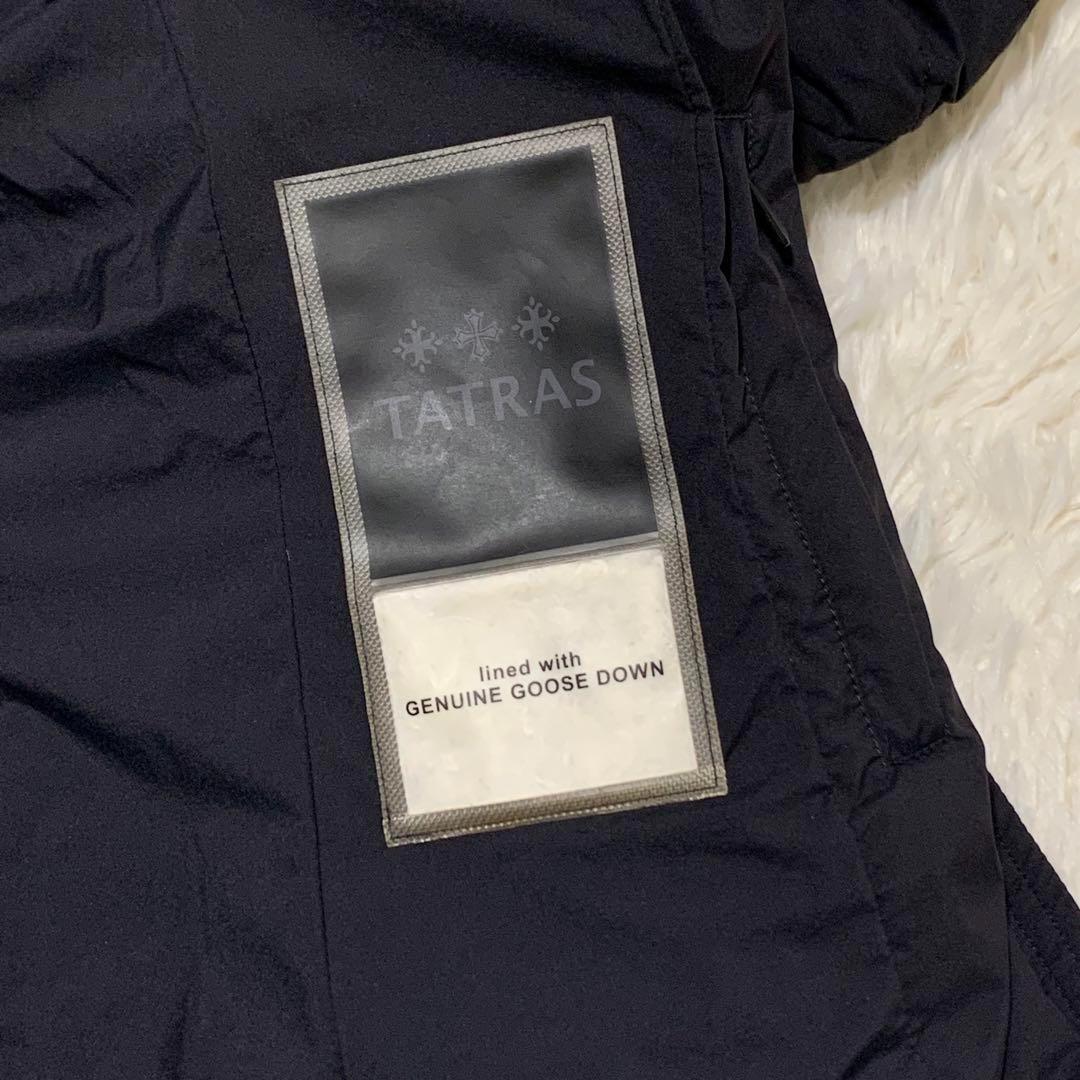 TATRAS
lined with
GENUINE GOOSE DOWN